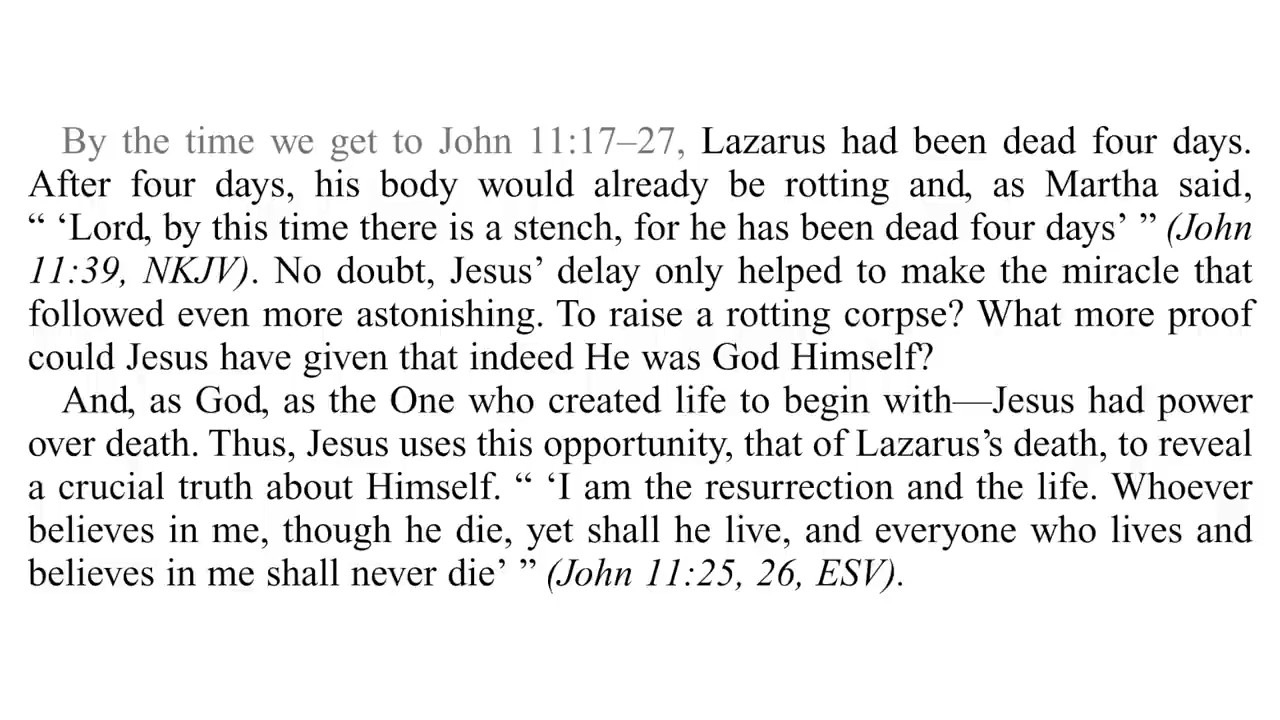 By the time we get to John 11:17–27, Lazarus had been dead four days.
After four days, his body would already be rotting and, as Martha said,
“ ‘Lord, by this time there is a stench, for he has been dead four days’ ” (John
11:39, NKJV). No doubt, Jesus’ delay only helped to make the miracle that
followed even more astonishing. To raise a rotting corpse? What more proof
could Jesus have given that indeed He was God Himself?
And, as God, as the One who created life to begin with—Jesus had power
over death. Thus, Jesus uses this opportunity, that of Lazarus’s death, to reveal
a crucial truth about Himself. “ ‘I am the resurrection and the life. Whoever
believes in me, though he die, yet shall he live, and everyone who lives and
believes in me shall never die’ ” (John 11:25, 26, ESV).